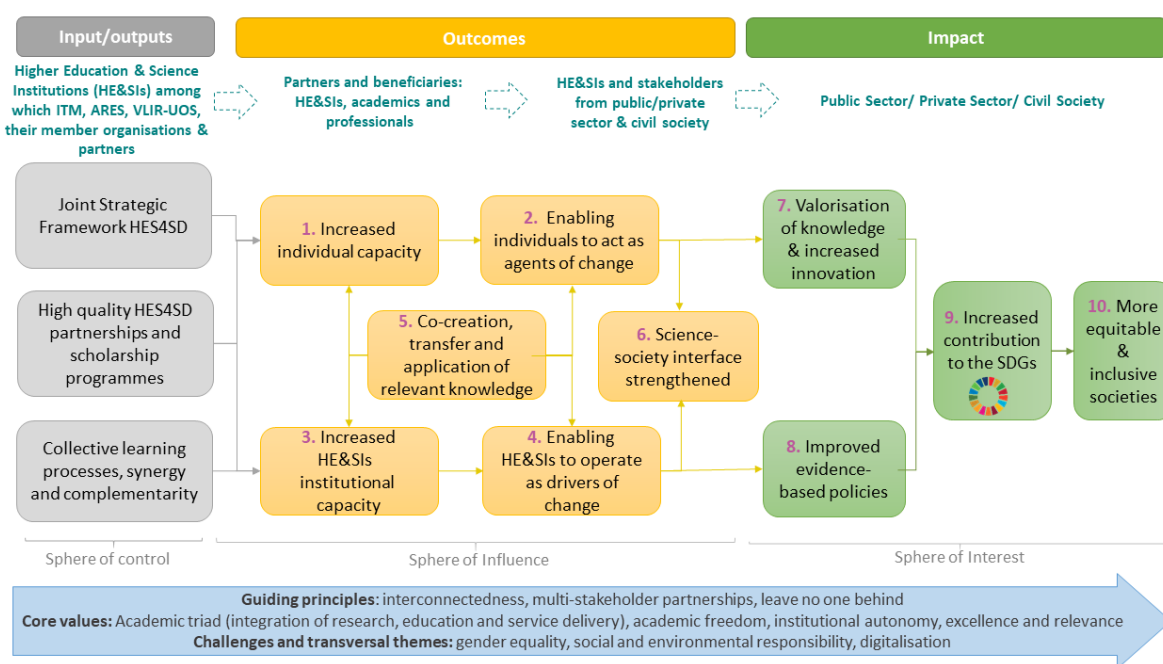 Input/outputs
Outcomes
Impact
Higher Education & Science
Institutions (HE&SIs) among
which ITM, ARES, VLIR-UOS,
their member organisations &
partners
Partners and beneficiaries:
HE&SIs, academics and
professionals
HE&SIs and stakeholders
from public/private
sector & civil society
Public Sector/ Private Sector/ Civil Society
Joint Strategic
Framework HES4SD
High quality HES4SD
partnerships and
scholarship
programmes
Collective learning
processes, synergy
and complementarity
1. Increased
individual capacity
2. Enabling
individuals to act as
agents of change
5. Co-creation,
transfer and
application of
relevant knowledge
6. Science-
society interface
strengthened
3. Increased
HE&SIs
institutional
capacity
4. Enabling
HE&SIs to operate
as drivers of
change
7. Valorisation
of knowledge
& increased
innovation
8. Improved
evidence-
based policies
9. Increased
contribution
to the SDGs
10. More
equitable
&
inclusive
societies
Sphere of control
Sphere of Influence
Sphere of Interest
Guiding principles: interconnectedness, multi-stakeholder partnerships, leave no one behind
Core values: Academic triad (integration of research, education and service delivery), academic freedom, institutional autonomy, excellence and relevance
Challenges and transversal themes: gender equality, social and environmental responsibility, digitalisation